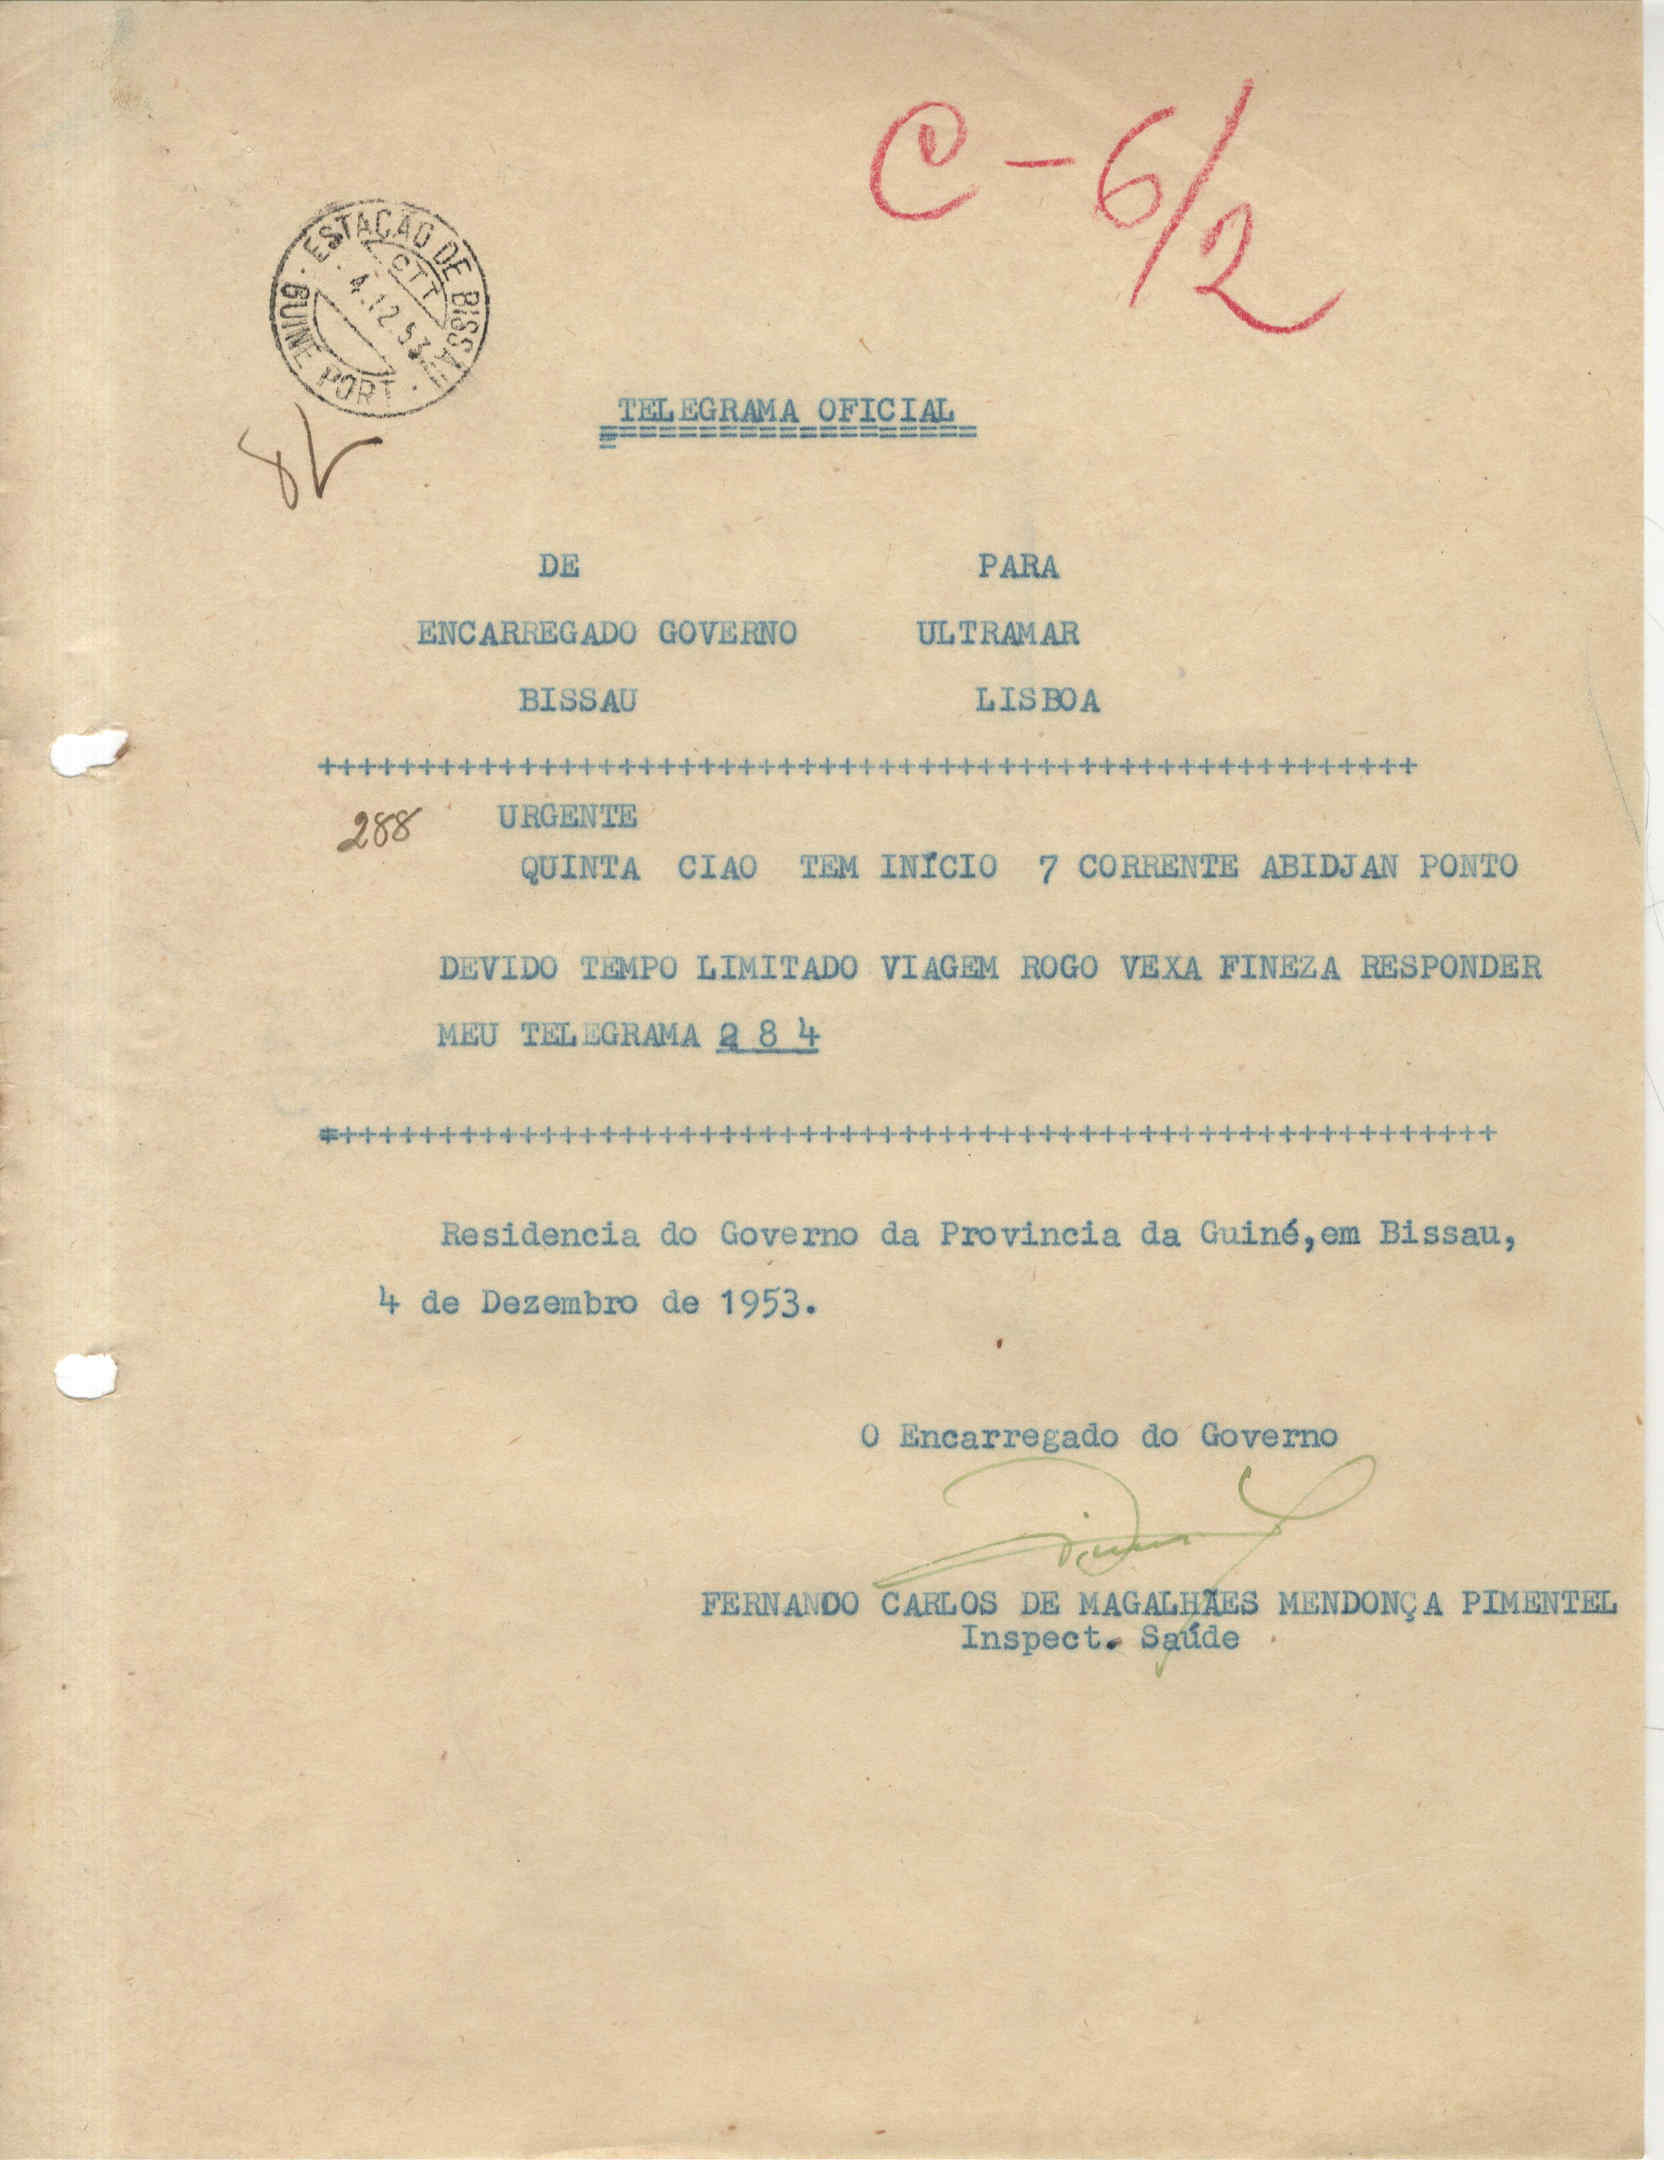 C-6/2
ESTAÇÃO DE BISSAU
CTT
4.12.53
GUINÉ PORT.
TELEGRAMA OFICIAL
DE PARA
ENCARREGADO GOVERNO ULTRAMAR
BISSAU LISBOA
+++++++++++++++++++++++++++++++++++++++++++++++++++++++
288 URGENTE
QUINTA CIAO TEM INÍCIO 7 CORRENTE ABIDJAN PONTO
DEVIDO TEMPO LIMITADO VIAGEM ROGO VEXA FINEZA RESPONDER
MEU TELEGRAMA 2 8 4
+++++++++++++++++++++++++++++++++++++++++++++++++++++++++++
Residencia do Governo da Provincia da Guiné,em Bissau,
4 de Dezembro de 1953.
O Encarregado do Governo
FERNANDO CARLOS DE MAGALHÃES MENDONÇA PIMENTEL
Inspect. Saúde